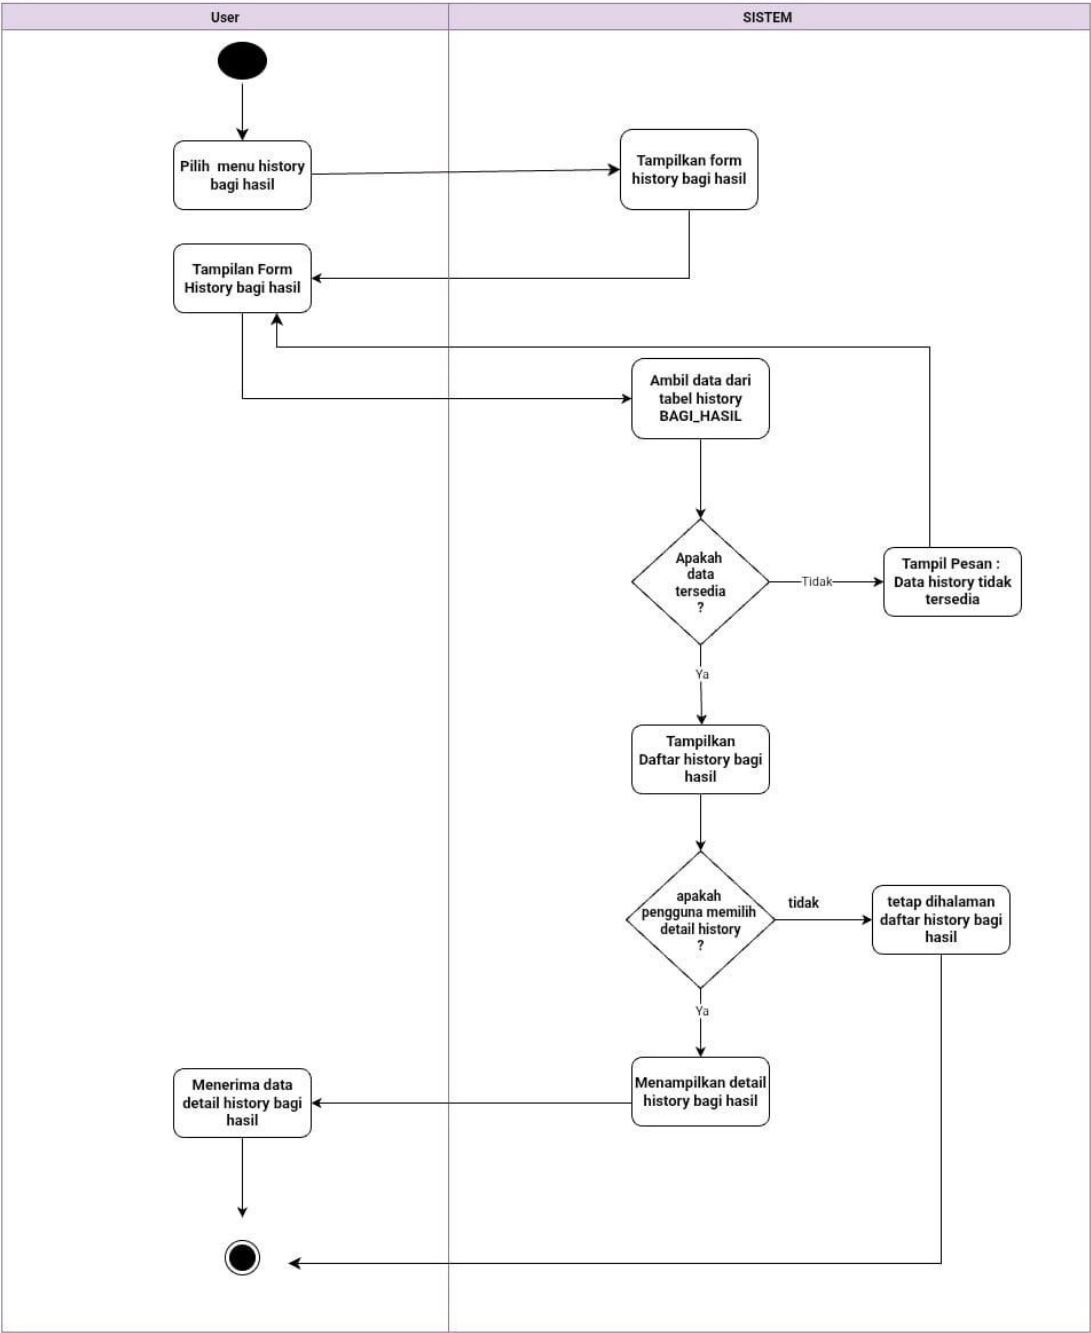 User
SISTEM
Pilih menu history
bagi hasil
Tampilkan form
history bagi hasil
Tampilan Form
History bagi hasil
Ambil data dari
tabel history
BAGI_HASIL
Apakah
data
tersedia
?
Tidak
Tampil Pesan :
Data history tidak
tersedia
Ya
Tampilkan
Daftar history bagi
hasil
apakah
pengguna memilih
detail history
?
tidak
tetap dihalaman
daftar history bagi
hasil
Ya
Menampilkan detail
history bagi hasil
Menerima data
detail history bagi
hasil